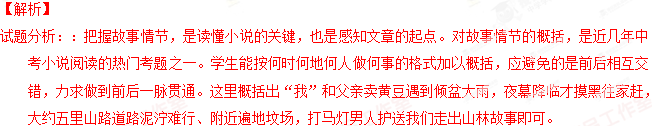 【解析】
试题分析：：把握故事情节，是读懂小说的关键，也是感知文章的起点。对故事情节的概括，是近几年中
考小说阅读的热门考题之一。学生能按何时何地何人做何事的格式加以概括，应避免的是前后相互交
错，力求做到前后一脉贯通。这里概括出“我”和父亲卖黄豆遇到倾盆大雨，夜幕降临才摸黑往家赶，
大约五里山路道路泥泞难行、附近遍地坟场，打马灯男人护送我们走出山林故事即可。